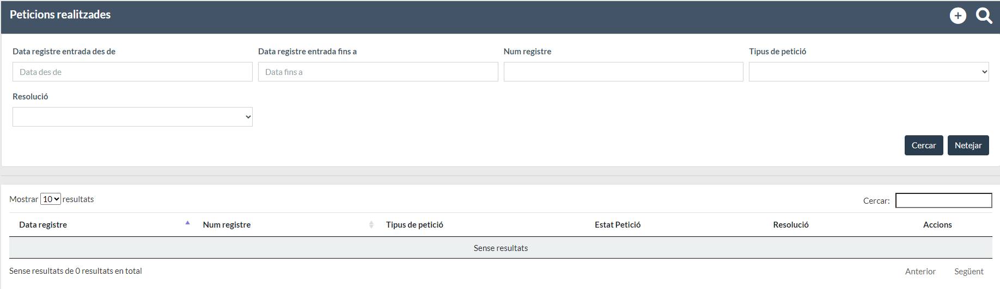 Peticions realitzades
Data registre entrada des de
Data registre entrada fins a
Num registre
Tipus de petició
Data des de
Data fins a
Resolució
Cercar
Netejar
Mostrar 10 resultats
Cercar:
Data registre
Num registre
Tipus de petició
Estat Petició
Resolució
Accions
Sense resultats
Sense resultats de 0 resultats en total
Anterior
Següent